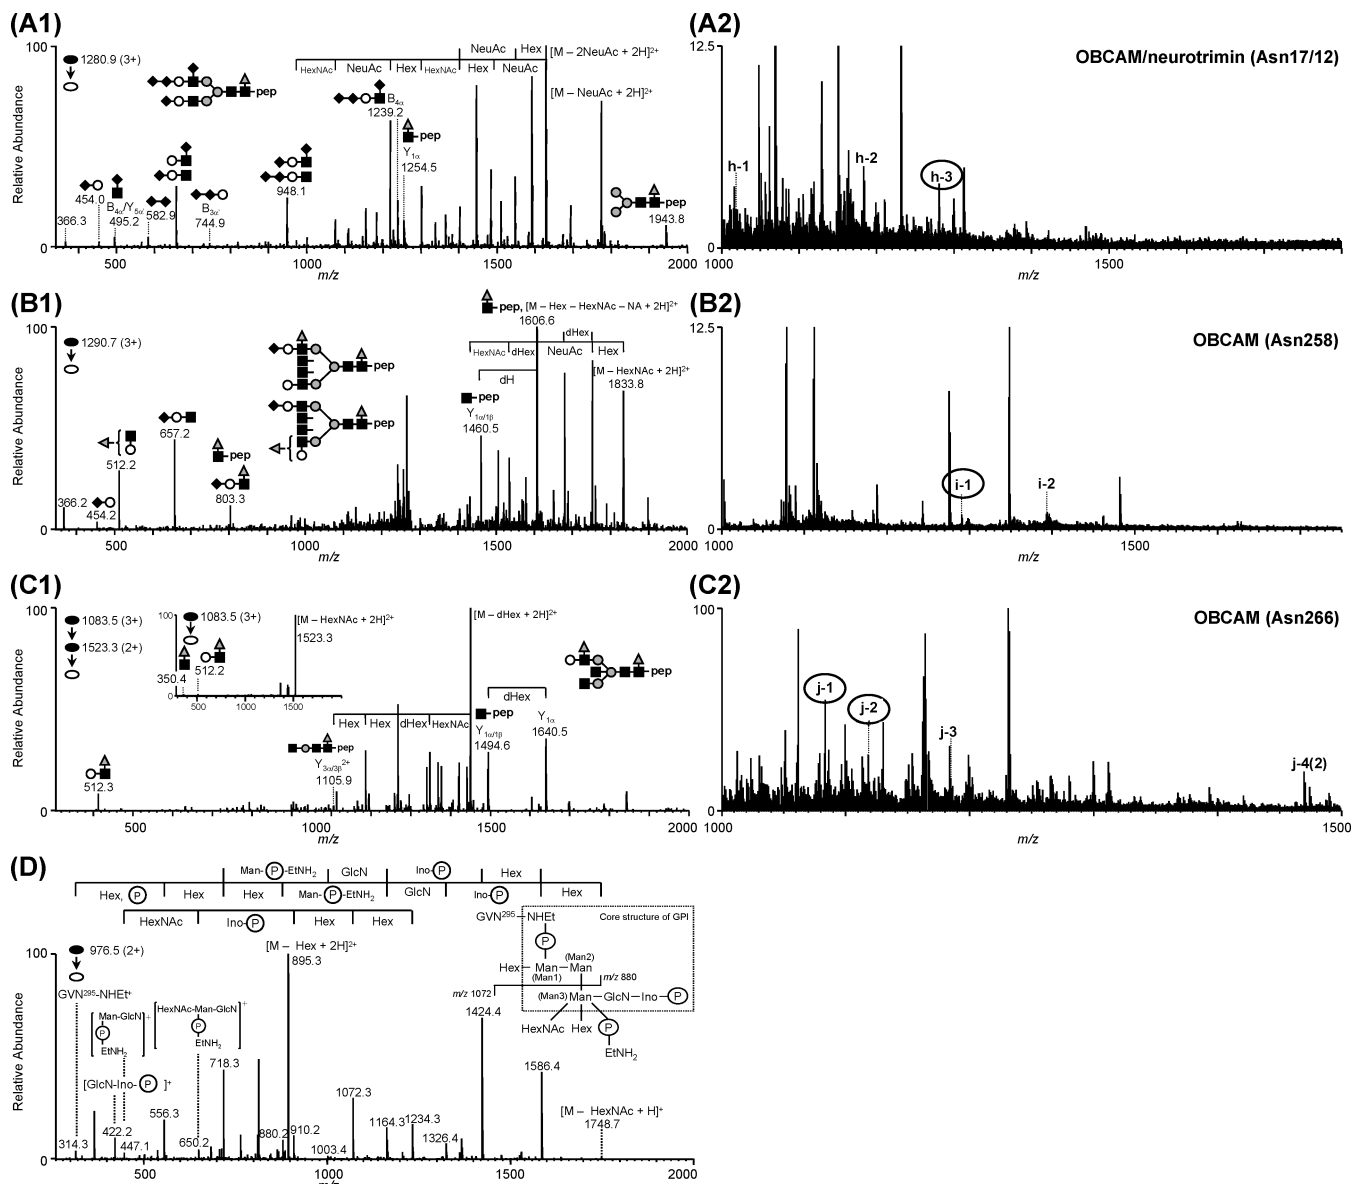 (A1)
100
Relative Abundance
0
1280.9 (3+)
pep
HexNAc
NeuAc
Hex
HexNAc
NeuAc
Hex
NeuAc
Hex
[M – 2NeuAc + 2H]2+
[M – NeuAc + 2H]2+
B4α
1239.2
pep
Y1α
1254.5
366.3
454.0
B4α/Y5α
495.2
582.9
B3α
744.9
948.1
pep
1943.8
500
1000
1500
2000
m/z
(A2)
12.5
0
OBCAM/neurotrimin (Asn17/12)
h-1
h-2
h-3
1000
1500
m/z
(B1)
100
Relative Abundance
0
1290.7 (3+)
pep
pep
pep, [M – Hex – HexNAc – NA + 2H]2+
1606.6
dHex
HexNAc
dHex
NeuAc
Hex
dH
[M – HexNAc + 2H]2+
1833.8
pep
Y1α/1β
1460.5
366.2
454.2
512.2
657.2
pep
803.3
500
1000
1500
2000
m/z
(B2)
12.5
0
OBCAM (Asn258)
i-1
i-2
1000
1500
m/z
(C1)
100
Relative Abundance
0
1083.5 (3+)
1523.3 (2+)
100
0
1083.5 (3+)
350.4
512.2
[M – HexNAc + 2H]2+
1523.3
500
1000
1500
[M – dHex + 2H]2+
Hex
Hex
dHex
HexNAc
dHex
pep
Y1α/1β
1494.6
Y1α
1640.5
pep
pep
Y3α/3β2+
1105.9
512.3
500
1000
1500
2000
m/z
(C2)
100
0
OBCAM (Asn266)
j-1
j-2
j-3
j-4(2)
1000
1500
m/z
(D)
Man-P-EtNH2
GlcN
Ino-P
Hex
Hex, P
Hex
Hex
Man-P-EtNH2
GlcN
Ino-P
Hex
HexNAc
Ino-P
Hex
Hex
100
Relative Abundance
0
976.5 (2+)
GVN295-NHEt+
[Man-GlcN]+
P
EtNH2
[HexNAc-Man-GlcN]+
P
EtNH2
[GlcN-Ino-P]+
[M – Hex + 2H]2+
895.3
314.3
422.2
447.1
556.3
650.2
718.3
880.2
910.2
1003.4
1072.3
1164.3
1234.3
1326.4
1424.4
1586.4
[M – HexNAc + H]+
1748.7
GVN295
NHEt
Core structure of GPI
P
(Man2)
Hex
Man
Man
(Man1)
m/z 880
m/z 1072
(Man3)
Man
GlcN
Ino
P
HexNAc
Hex
P
EtNH2
500
1000
1500
2000
m/z